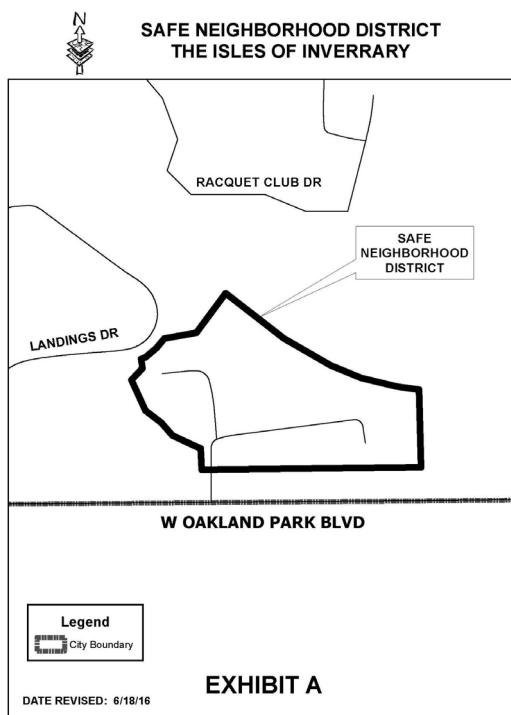 N
SAFE NEIGHBORHOOD DISTRICT
THE ISLES OF INVERRARY
RACQUET CLUB DR
SAFE
NEIGHBORHOOD
DISTRICT
LANDINGS DR
W OAKLAND PARK BLVD
Legend
City Boundary
EXHIBIT A
DATE REVISED: 6/18/16